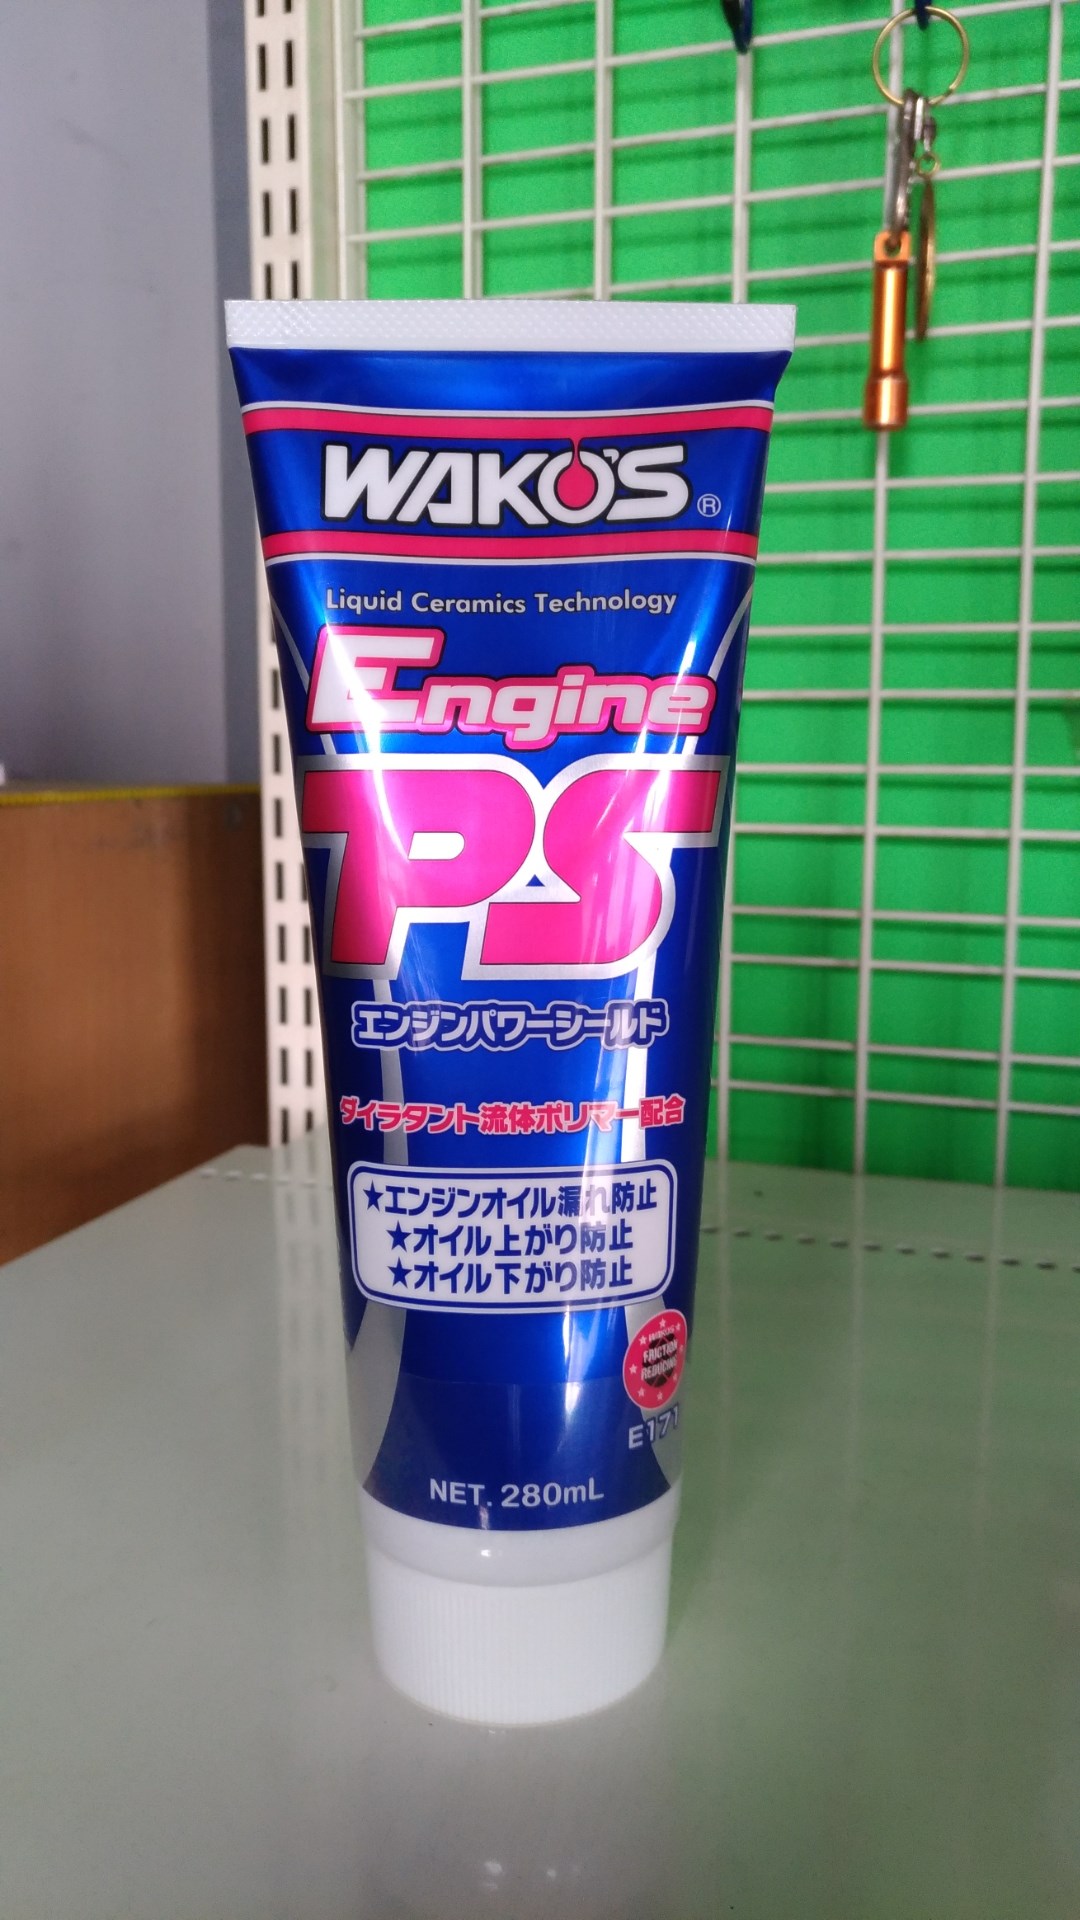 WAKO'S®
Liquid Ceramics Technology
Engine
PS
エンジンパワーシールド
ダイラタント流体ポリマー配合
★エンジンオイル漏れ防止
★オイル上がり防止
★オイル下がり防止
WAKO'S
FRICTION
REDUCING
E171
NET. 280mL